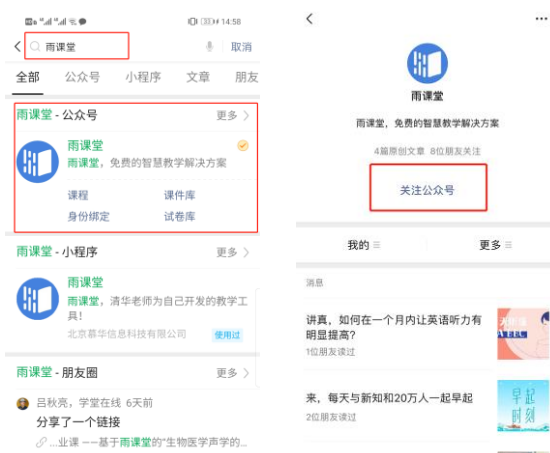 14:58
雨课堂
取消
全部 公众号 小程序 文章 朋友
雨课堂 - 公众号 更多
雨课堂
雨课堂，免费的智慧教学解决方案
课程 课件库
身份绑定 试卷库
雨课堂 - 小程序 更多
雨课堂
雨课堂，清华老师为自己开发的教学工
具！
北京慕华信息科技有限公司 使用过
雨课堂 - 朋友圈 更多
吕秋亮，学堂在线 6天前
分享了一个链接
...业课 ——基于雨课堂的“生物医学声学的...
雨课堂
雨课堂，免费的智慧教学解决方案
4篇原创文章 8位朋友关注
关注公众号
我的 更多
消息
讲真，如何在一个月内让英语听力有
明显提高？
1位朋友读过
来，每天与新知和20万人一起早起
2位朋友读过
早起
时刻